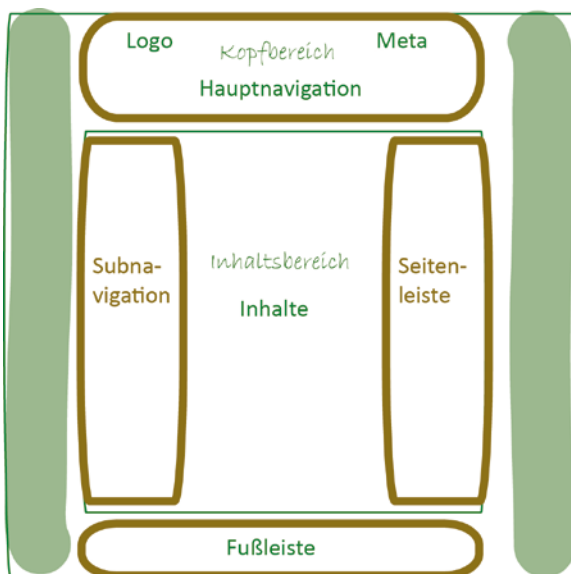 Logo
Kopfbereich
Meta
Hauptnavigation
Subna-
vigation
Inhaltsbereich
Inhalte
Seiten-
leiste
Fußleiste